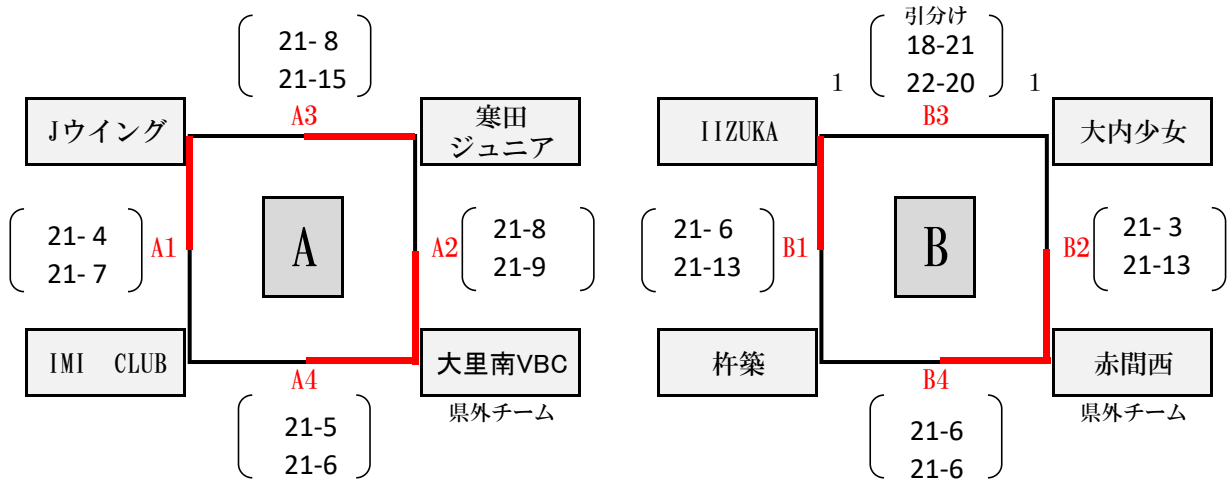 21- 8
21-15
A3
Jウイング
寒田
ジュニア
21- 4
21- 7
A1
A
A2
21-8
21-9
IMI CLUB
大里南VBC
A4
県外チーム
21-5
21-6
引分け
18-21
22-20
1
1
B3
IIZUKA
大内少女
21- 6
21-13
B1
B
B2
21- 3
21-13
杵築
赤間西
B4
県外チーム
21-6
21-6